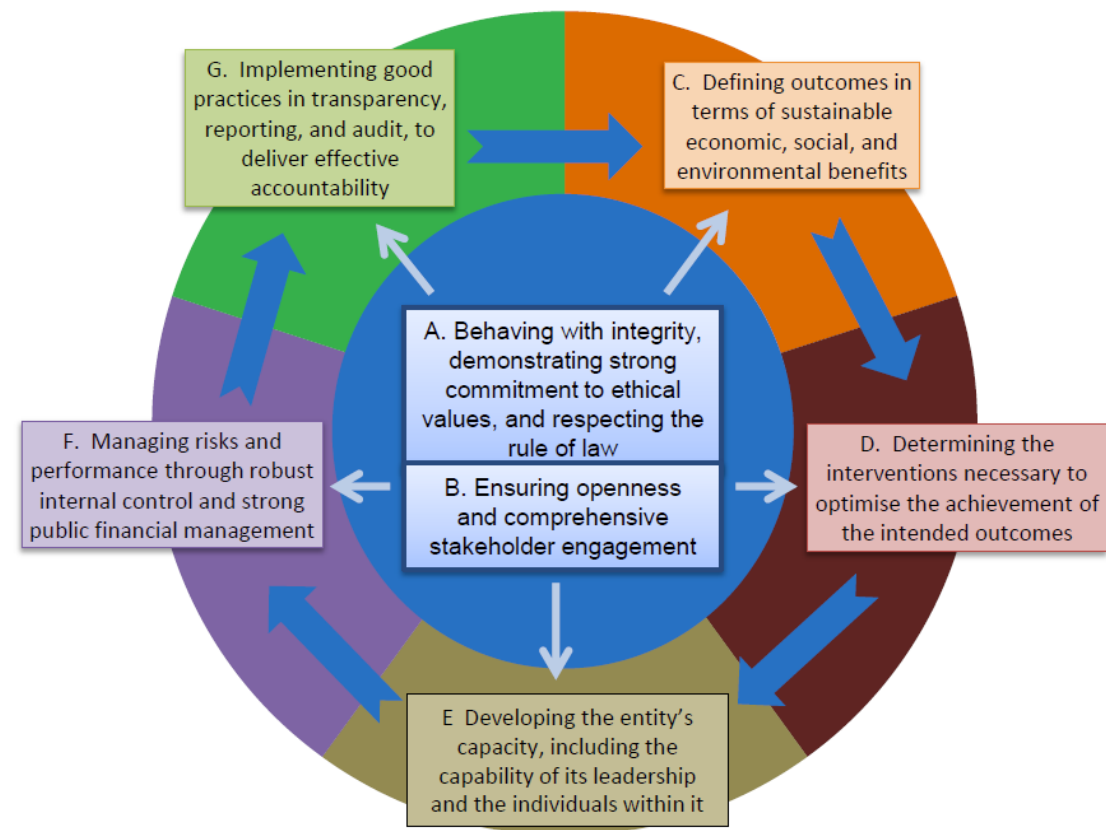 G. Implementing good
practices in transparency,
reporting, and audit, to
deliver effective
accountability
C. Defining outcomes in
terms of sustainable
economic, social, and
environmental benefits
A. Behaving with integrity,
demonstrating strong
commitment to ethical
values, and respecting the
rule of law
F. Managing risks and
performance through robust
internal control and strong
public financial management
B. Ensuring openness
and comprehensive
stakeholder engagement
D. Determining the
interventions necessary to
optimise the achievement of
the intended outcomes
E Developing the entity's
capacity, including the
capability of its leadership
and the individuals within it